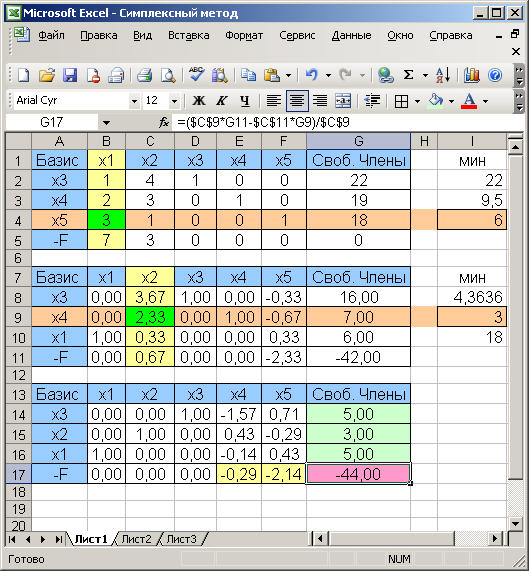 Microsoft Excel - Симплексный метод
Файл Правка Вид Вставка Формат Сервис Данные Окно Справка
Arial Cyr 12 Ж К Ч
G17 fx =($C$9*G11-$C$11*G9)/$C$9
A B C D E F G H I
1 Базис x1 x2 x3 x4 x5 Своб. Члены мин
2 x3 1 4 1 0 0 22 22
3 x4 2 3 0 1 0 19 9,5
4 x5 3 1 0 0 1 18 6
5 -F 7 3 0 0 0 0
6
7 Базис x1 x2 x3 x4 x5 Своб. Члены мин
8 x3 0,00 3,67 1,00 0,00 -0,33 16,00 4,3636
9 x4 0,00 2,33 0,00 1,00 -0,67 7,00 3
10 x1 1,00 0,33 0,00 0,00 0,33 6,00 18
11 -F 0,00 0,67 0,00 0,00 -2,33 -42,00
12
13 Базис x1 x2 x3 x4 x5 Своб. Члены
14 x3 0,00 0,00 1,00 -1,57 0,71 5,00
15 x2 0,00 1,00 0,00 0,43 -0,29 3,00
16 x1 1,00 0,00 0,00 -0,14 0,43 5,00
17 -F 0,00 0,00 0,00 -0,29 -2,14 -44,00
18
19
20
Лист1 Лист2 Лист3
Готово NUM